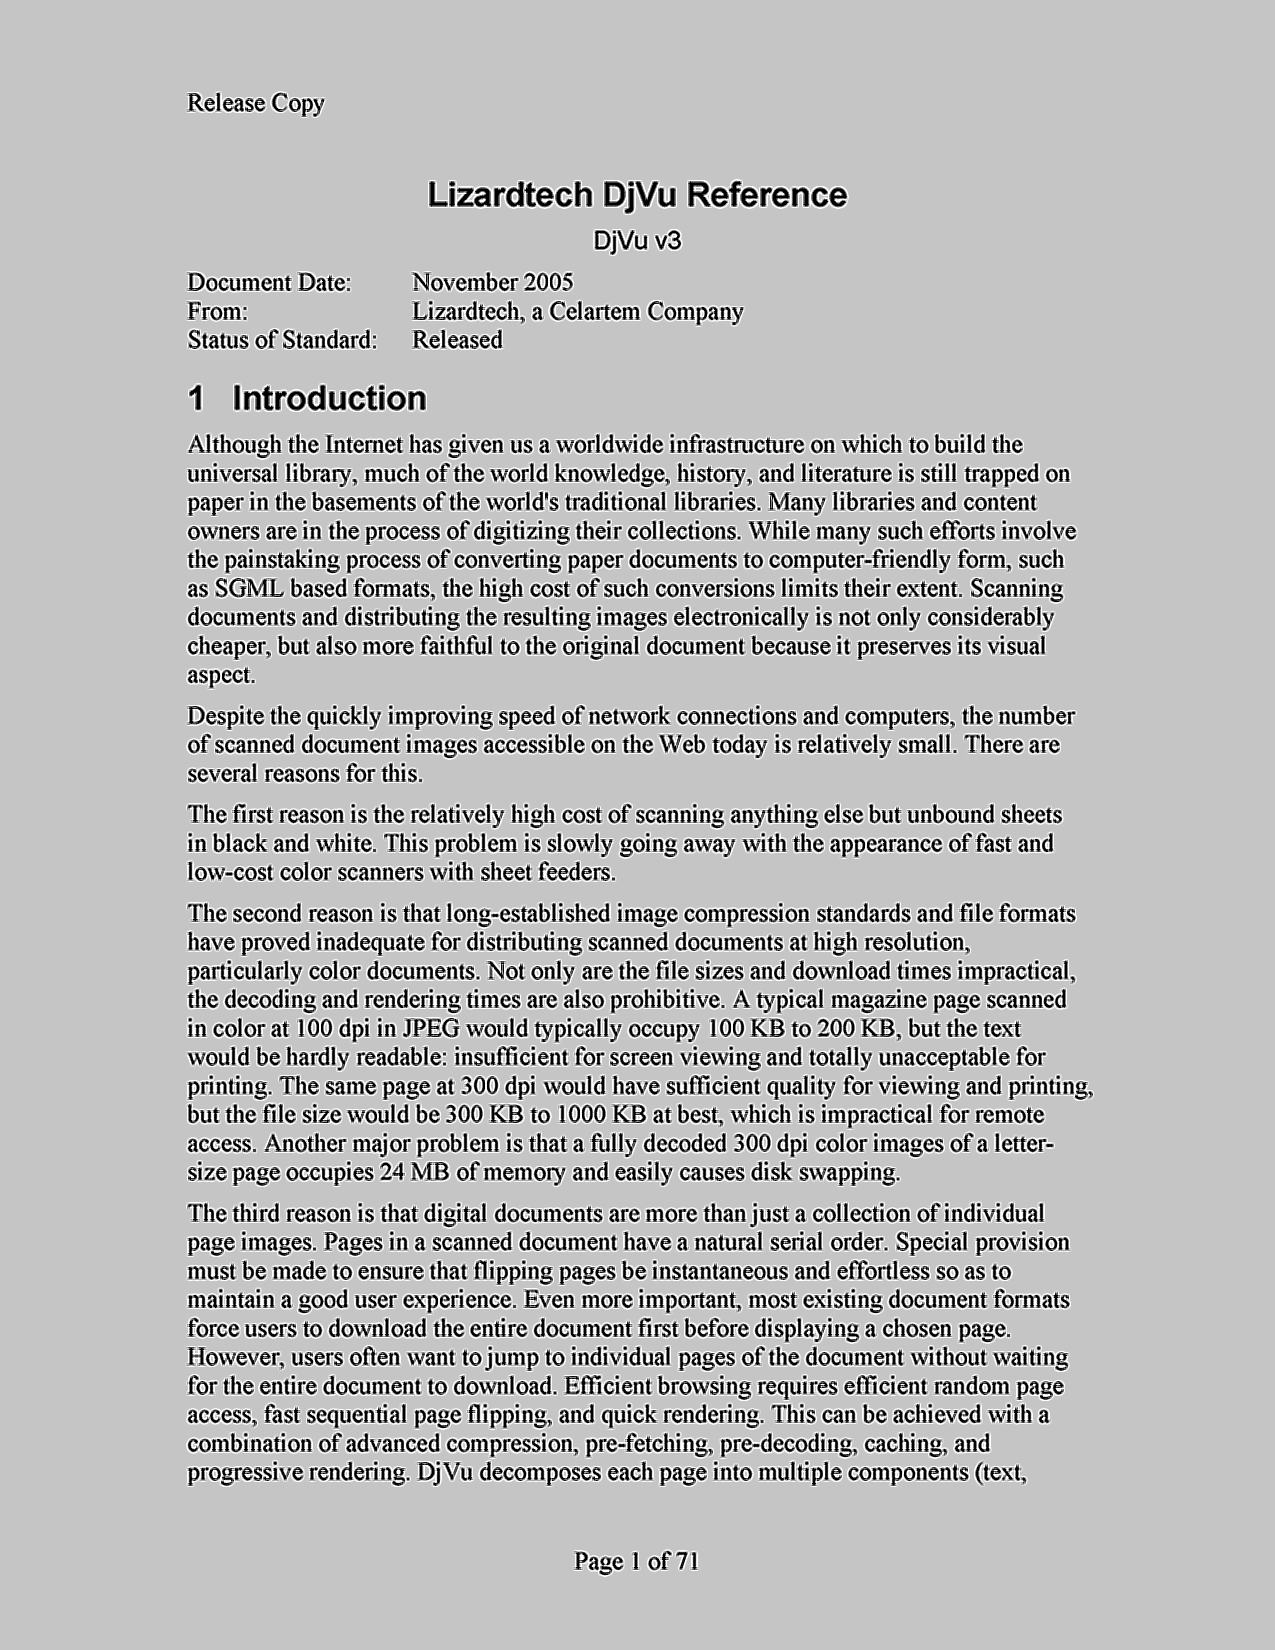 Release Copy
Lizardtech DjVu Reference
DjVu v3
Document Date: November 2005
From: Lizardtech, a Celartem Company
Status of Standard: Released
1 Introduction
Although the Internet has given us a worldwide infrastructure on which to build the
universal library, much of the world knowledge, history, and literature is still trapped on
paper in the basements of the world's traditional libraries. Many libraries and content
owners are in the process of digitizing their collections. While many such efforts involve
the painstaking process of converting paper documents to computer-friendly form, such
as SGML based formats, the high cost of such conversions limits their extent. Scanning
documents and distributing the resulting images electronically is not only considerably
cheaper, but also more faithful to the original document because it preserves its visual
aspect.
Despite the quickly improving speed of network connections and computers, the number
of scanned document images accessible on the Web today is relatively small. There are
several reasons for this.
The first reason is the relatively high cost of scanning anything else but unbound sheets
in black and white. This problem is slowly going away with the appearance of fast and
low-cost color scanners with sheet feeders.
The second reason is that long-established image compression standards and file formats
have proved inadequate for distributing scanned documents at high resolution,
particularly color documents. Not only are the file sizes and download times impractical,
the decoding and rendering times are also prohibitive. A typical magazine page scanned
in color at 100 dpi in JPEG would typically occupy 100 KB to 200 KB, but the text
would be hardly readable: insufficient for screen viewing and totally unacceptable for
printing. The same page at 300 dpi would have sufficient quality for viewing and printing,
but the file size would be 300 KB to 1000 KB at best, which is impractical for remote
access. Another major problem is that a fully decoded 300 dpi color images of a letter-
size page occupies 24 MB of memory and easily causes disk swapping.
The third reason is that digital documents are more than just a collection of individual
page images. Pages in a scanned document have a natural serial order. Special provision
must be made to ensure that flipping pages be instantaneous and effortless so as to
maintain a good user experience. Even more important, most existing document formats
force users to download the entire document first before displaying a chosen page.
However, users often want to jump to individual pages of the document without waiting
for the entire document to download. Efficient browsing requires efficient random page
access, fast sequential page flipping, and quick rendering. This can be achieved with a
combination of advanced compression, pre-fetching, pre-decoding, caching, and
progressive rendering. DjVu decomposes each page into multiple components (text,
Page 1 of 71